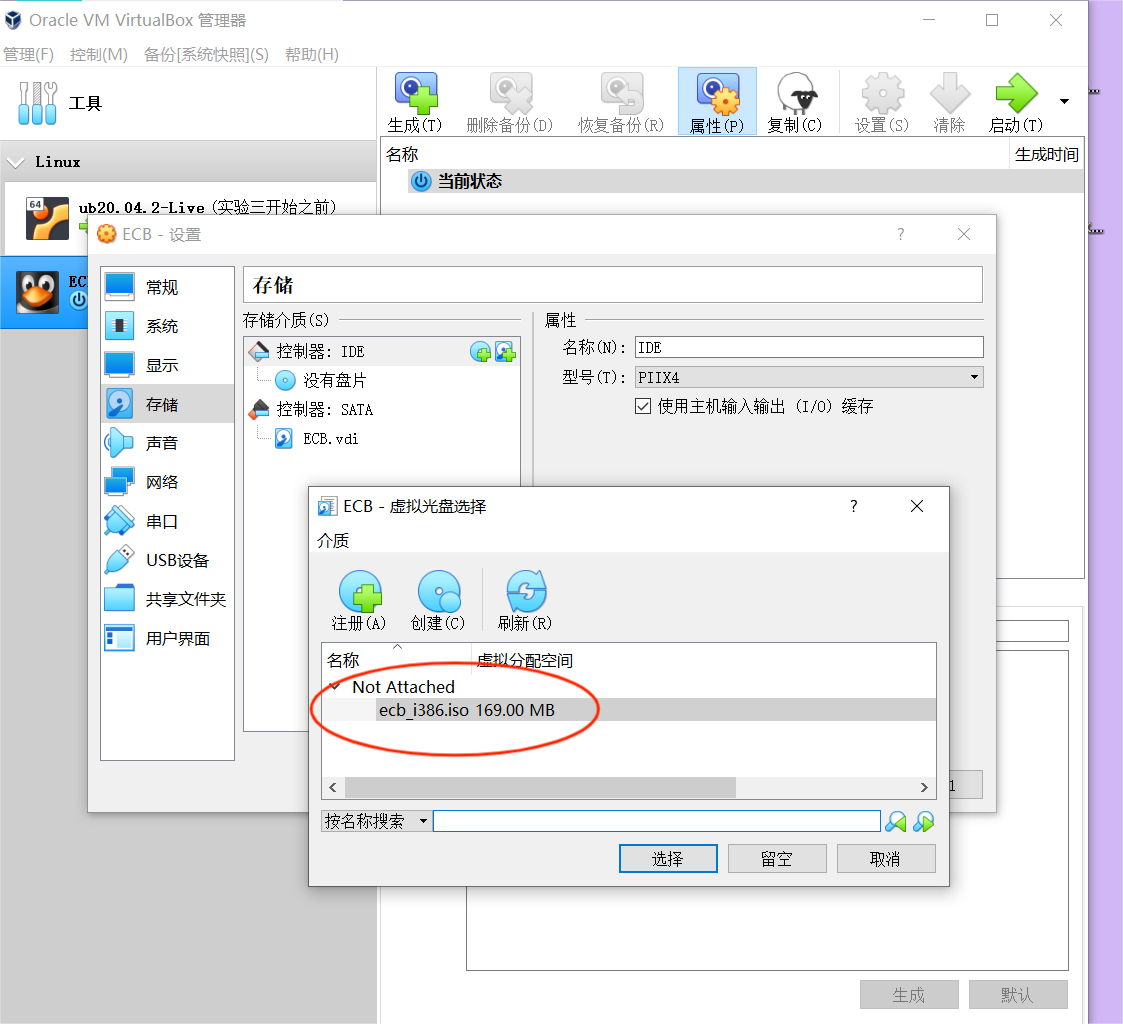 Oracle VM VirtualBox 管理器
管理(F) 控制(M) 备份[系统快照](S) 帮助(H)
工具
生成(T) 删除备份(D) 恢复备份(R) 属性(P) 复制(C) 设置(S) 清除 启动(T)
Linux
名称 生成时间
当前状态
64
ub20.04.2-Live (实验三开始之前)
ECB - 设置 ?
常规
系统
显示
存储
声音
网络
串口
USB设备
共享文件夹
用户界面
存储
存储介质(S)
控制器: IDE
没有盘片
控制器: SATA
ECB.vdi
属性
名称(N): IDE
型号(T): PIIX4
使用主机输入输出 (I/O) 缓存
ECB - 虚拟光盘选择 ?
介质
注册(A) 创建(C) 刷新(R)
名称 虚拟分配空间
Not Attached
ecb_i386.iso 169.00 MB
按名称搜索
选择 留空 取消
生成 默认